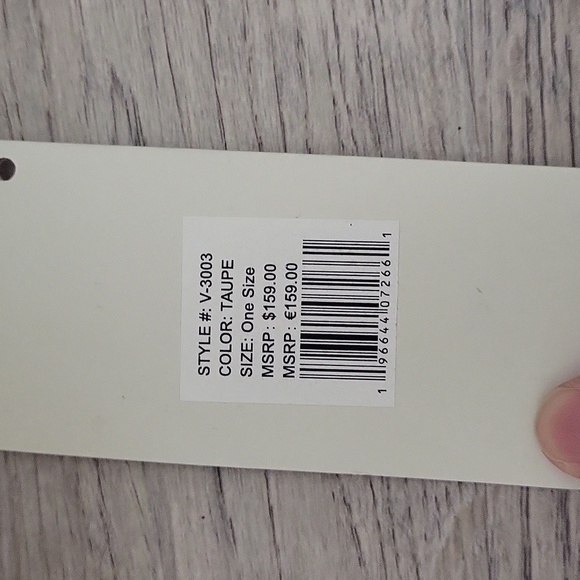 STYLE #: V-3003
COLOR: TAUPE
SIZE: One Size
MSRP: $159.00
MSRP: €159.00
1 96644 07266 1